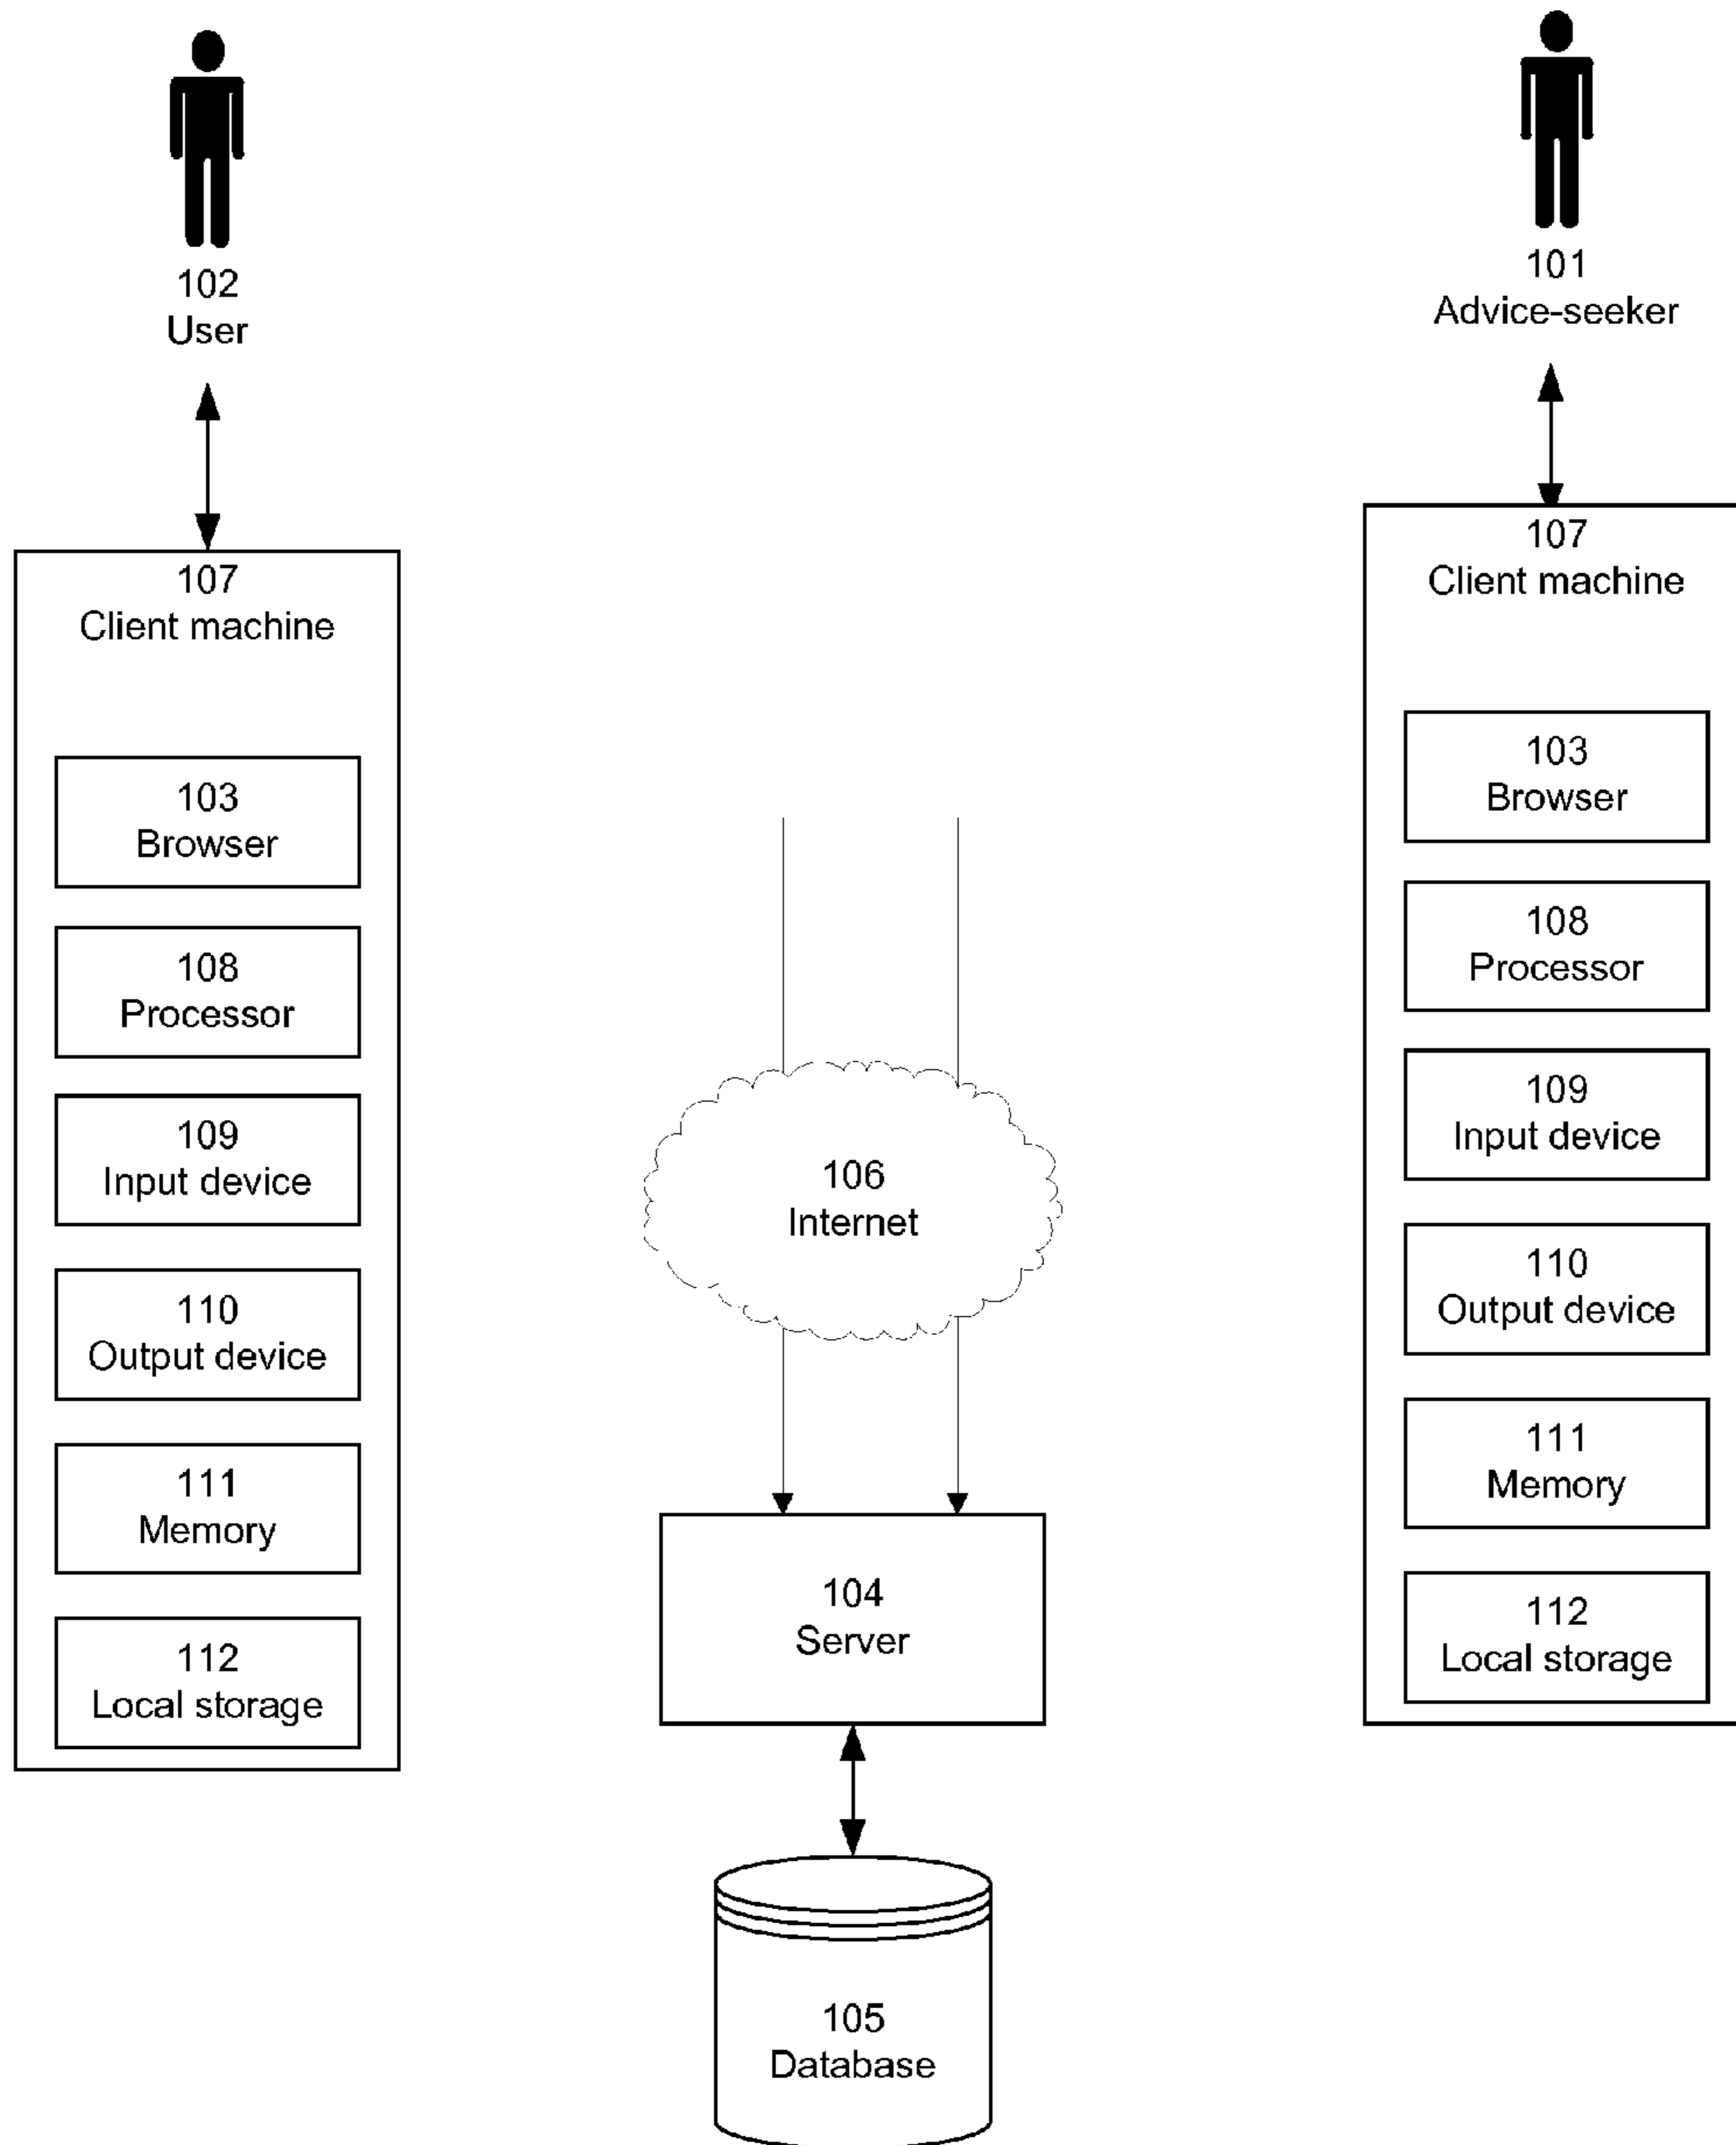 102
User
101
Advice-seeker
107
Client machine
103
Browser
108
Processor
109
Input device
110
Output device
111
Memory
112
Local storage
106
Internet
104
Server
105
Database
107
Client machine
103
Browser
108
Processor
109
Input device
110
Output device
111
Memory
112
Local storage